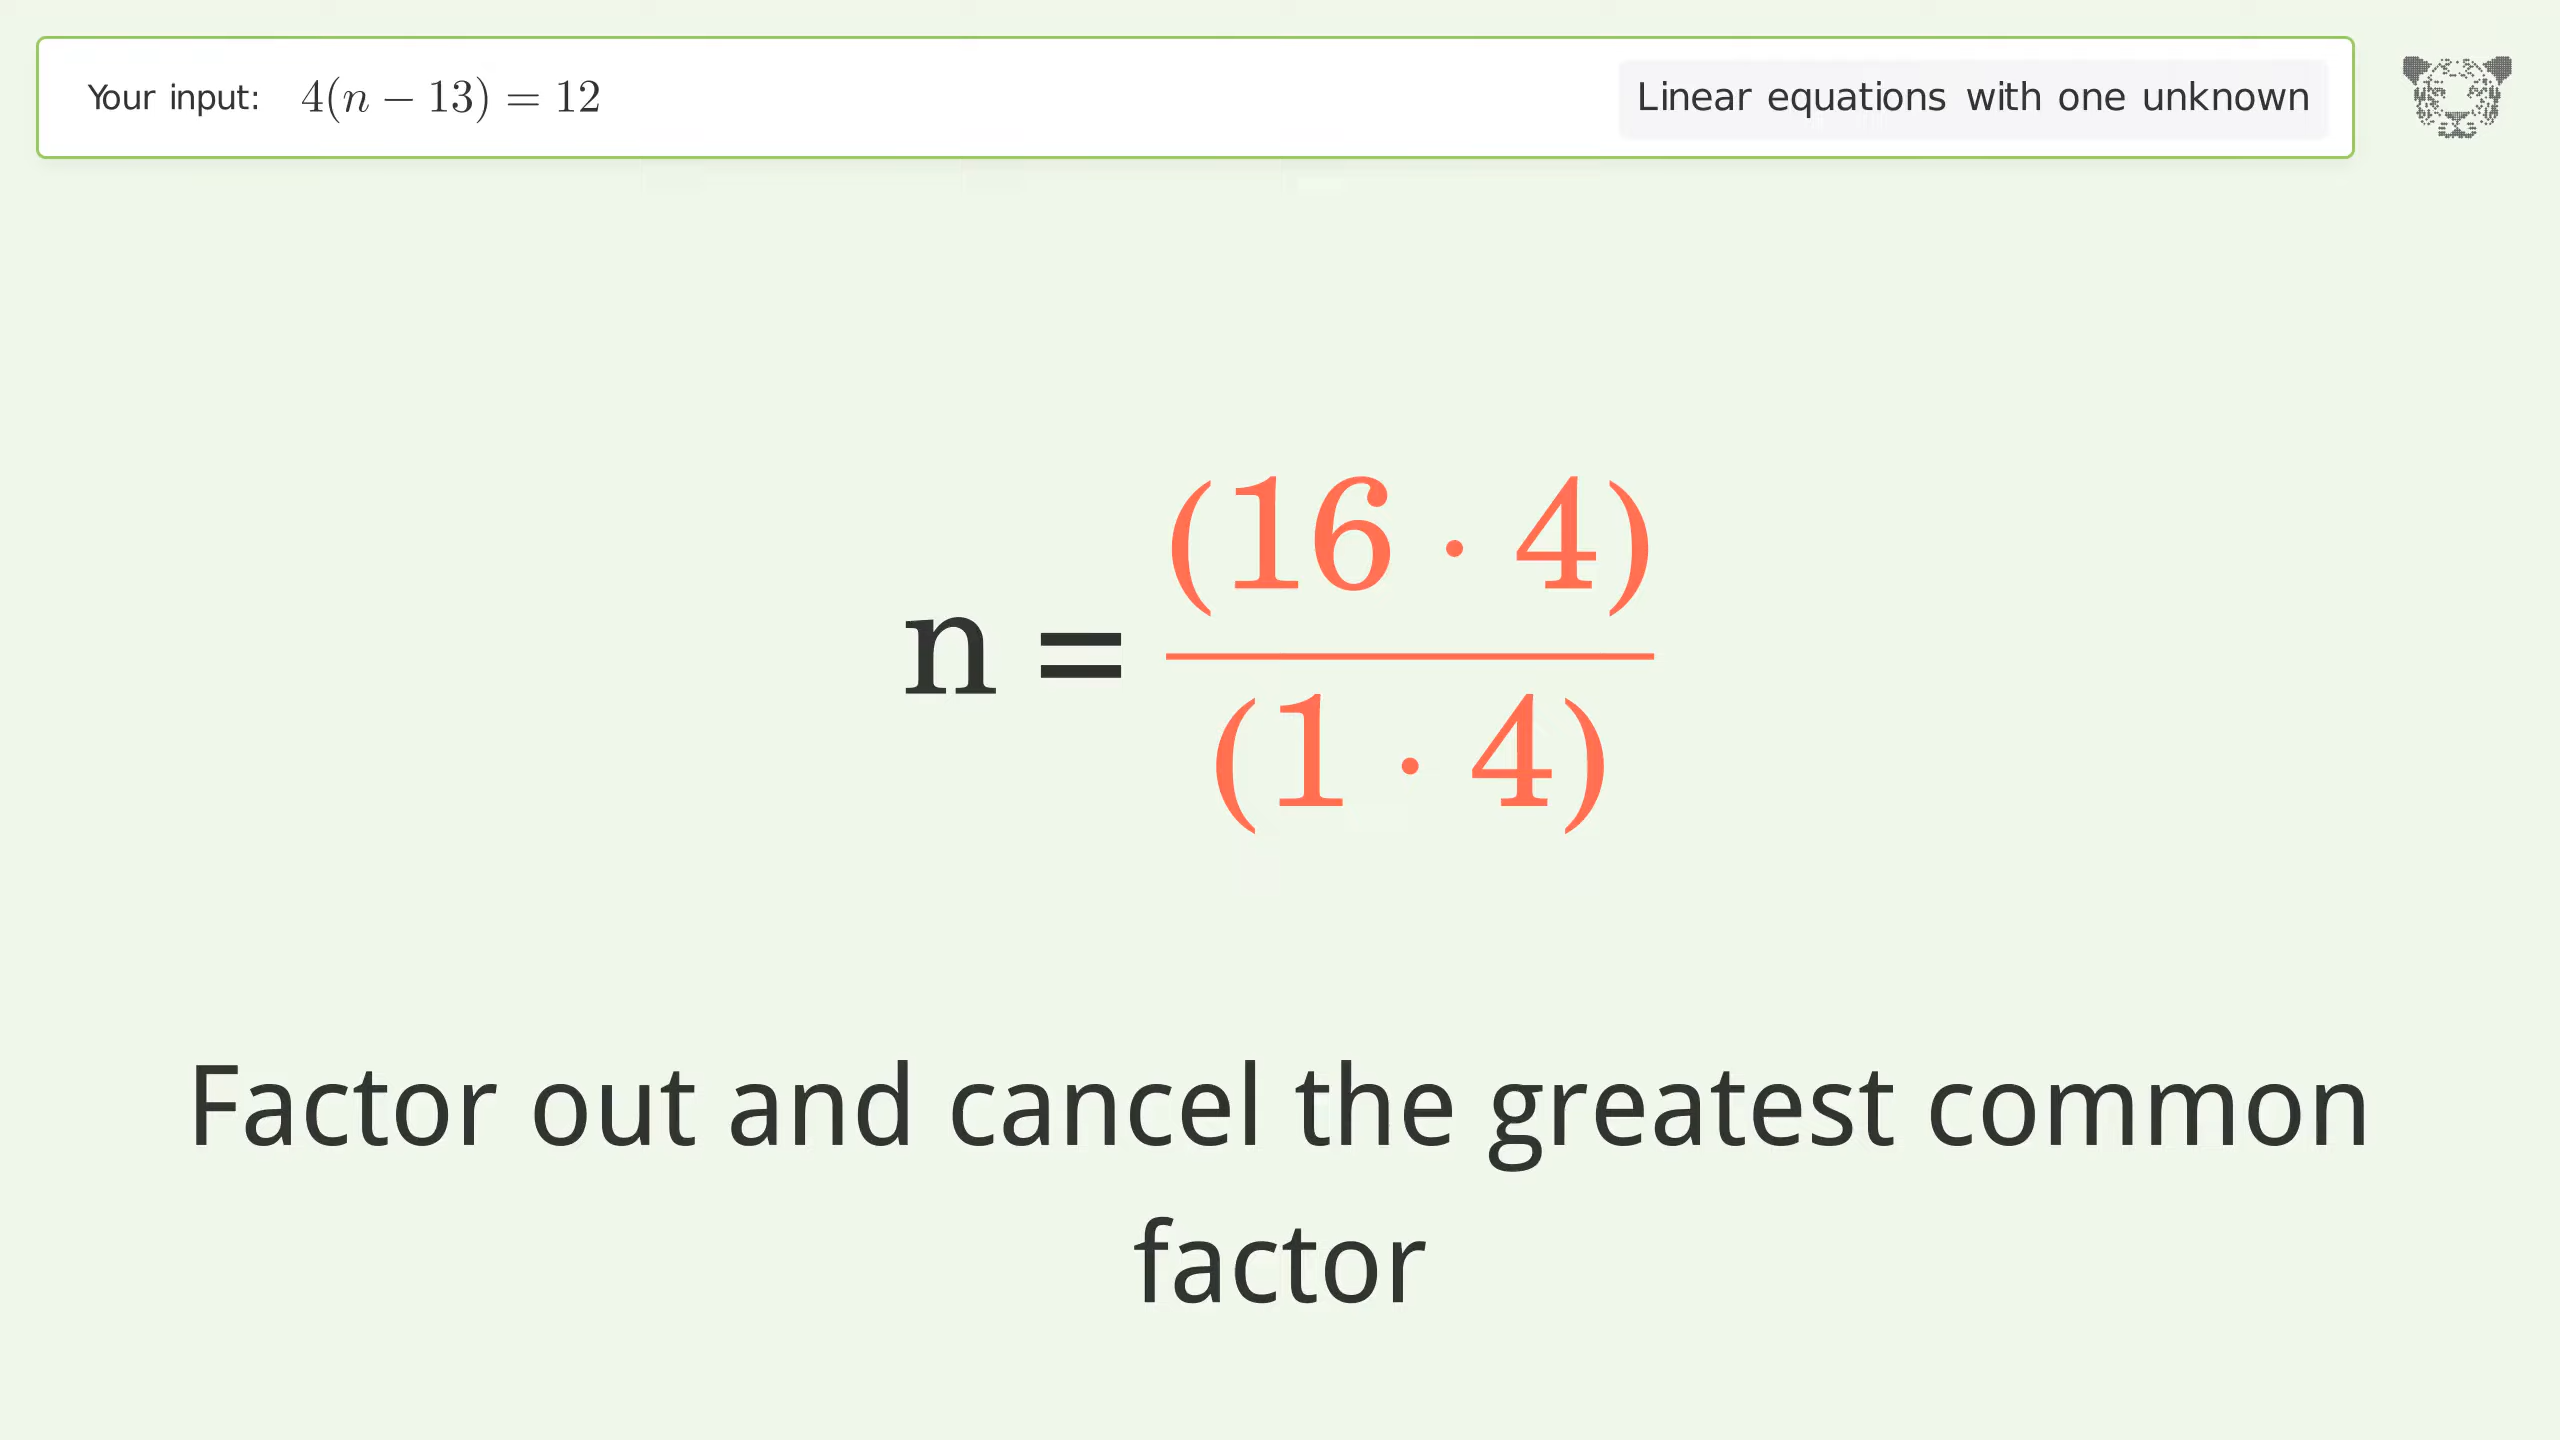 Your input: 4(n − 13) = 12
Linear equations with one unknown
n = (16 · 4) / (1 · 4)
Factor out and cancel the greatest common
factor